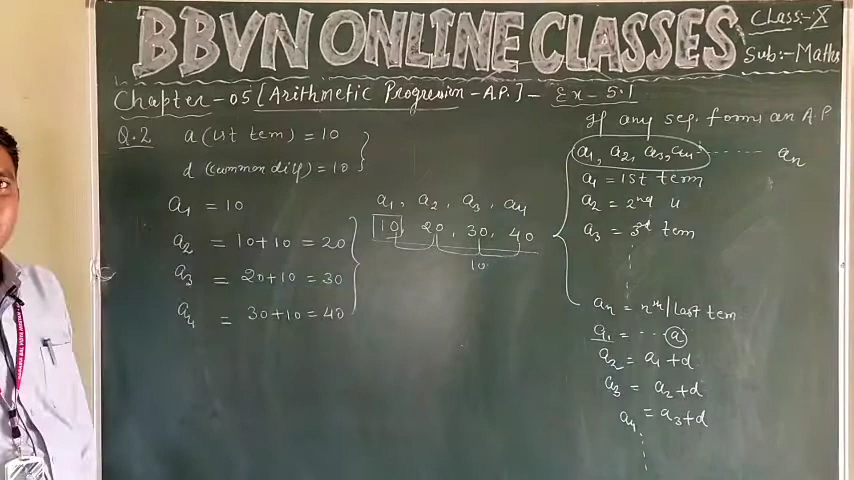 BBVN ONLINE CLASSES
Class:- X
Sub:- Maths
Chapter-05 [Arithmetic Progression - A.P.] - Ex-5.1
Q.2 a (1st tem) = 10
d (common diff) = 10
a1 = 10
a2 = 10+10 = 20
a3 = 20+10 = 30
a4 = 30+10 = 40
a1, a2, a3, a4
10, 20, 30, 40
10
If any seq. forms an A.P
a1, a2, a3, a4 ...... an
a1 = 1st term
a2 = 2nd u
a3 = 3rd tem
an = nth/last tem
a1 = ... a
a2 = a1 + d
a3 = a2 + d
a4 = a3 + d